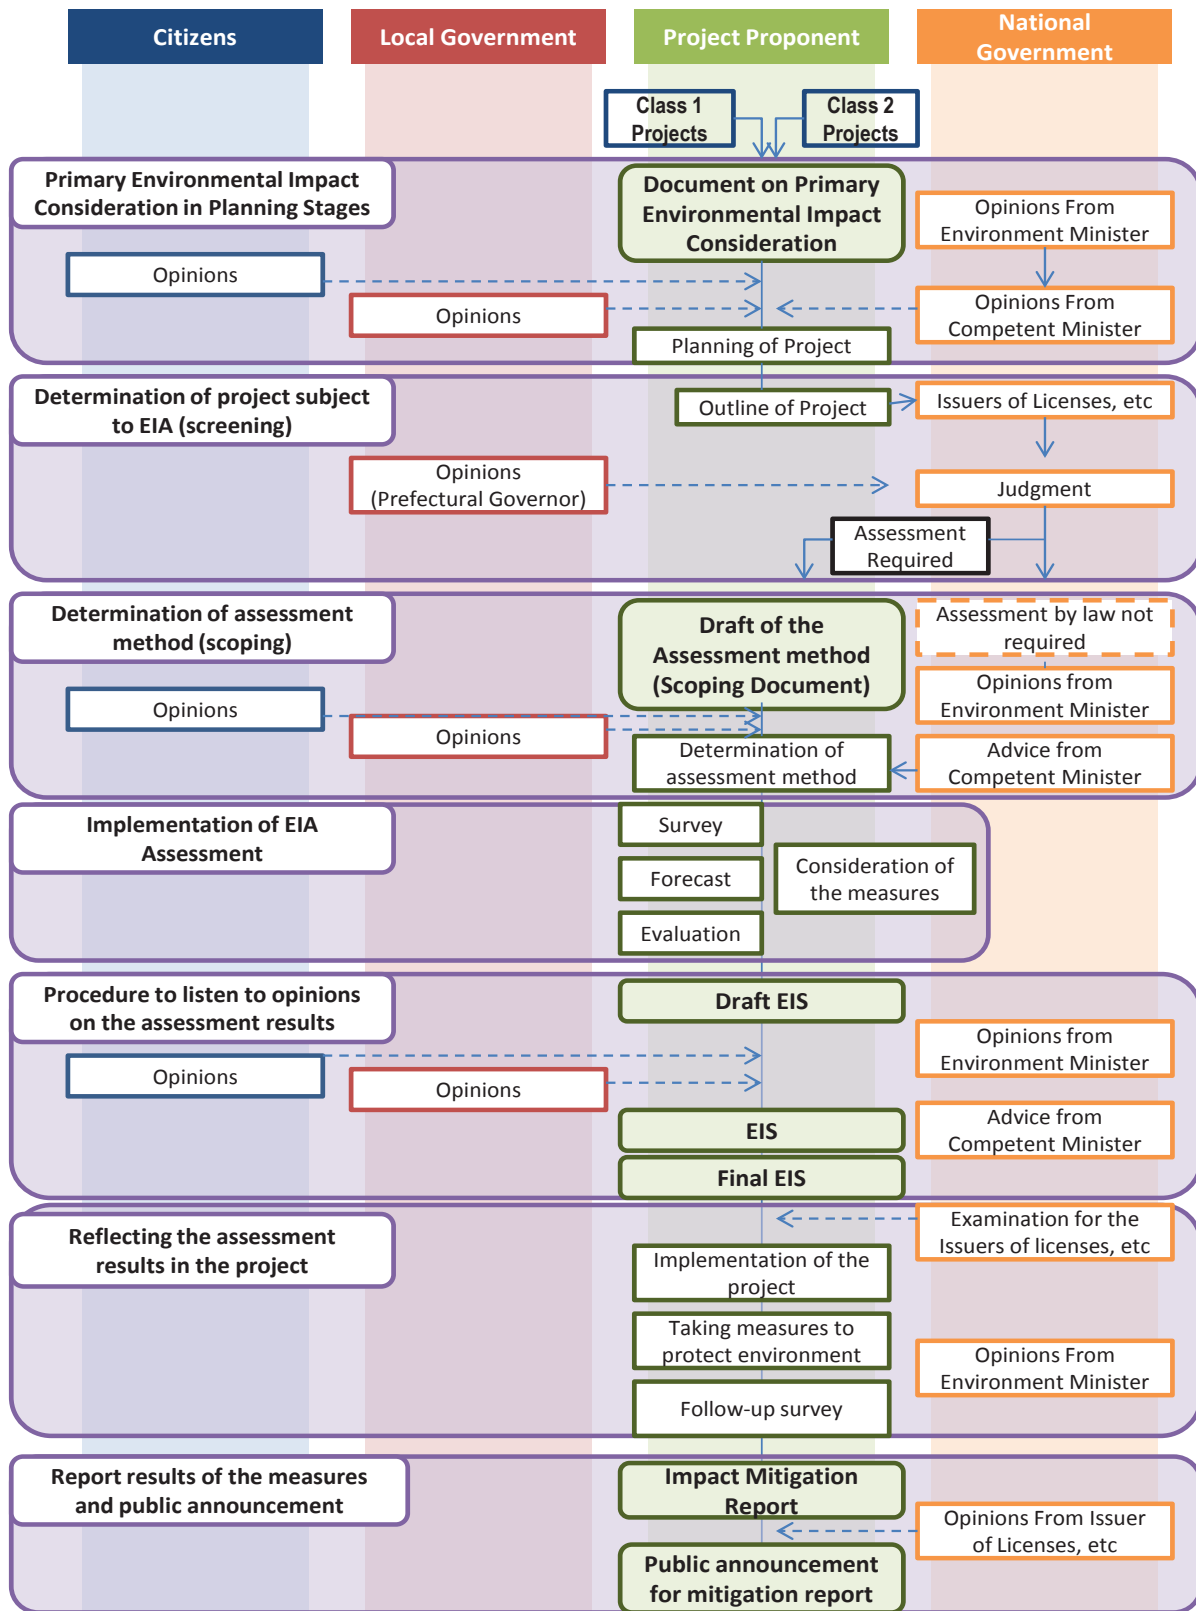 Citizens
Local Government
Project Proponent
National
Government
Class 1
Projects
Class 2
Projects
Primary Environmental Impact
Consideration in Planning Stages
Document on Primary
Environmental Impact
Consideration
Opinions From
Environment Minister
Opinions
Opinions
Opinions From
Competent Minister
Planning of Project
Determination of project subject
to EIA (screening)
Outline of Project
Issuers of Licenses, etc
Opinions
(Prefectural Governor)
Judgment
Assessment
Required
Determination of assessment
method (scoping)
Draft of the
Assessment method
(Scoping Document)
Assessment by law not
required
Opinions from
Environment Minister
Opinions
Opinions
Determination of
assessment method
Advice from
Competent Minister
Implementation of EIA
Assessment
Survey
Forecast
Evaluation
Consideration of
the measures
Procedure to listen to opinions
on the assessment results
Draft EIS
Opinions from
Environment Minister
Opinions
Opinions
Advice from
Competent Minister
EIS
Final EIS
Reflecting the assessment
results in the project
Examination for the
Issuers of licenses, etc
Implementation of the
project
Taking measures to
protect environment
Opinions From
Environment Minister
Follow-up survey
Report results of the measures
and public announcement
Impact Mitigation
Report
Opinions From Issuer
of Licenses, etc
Public announcement
for mitigation report